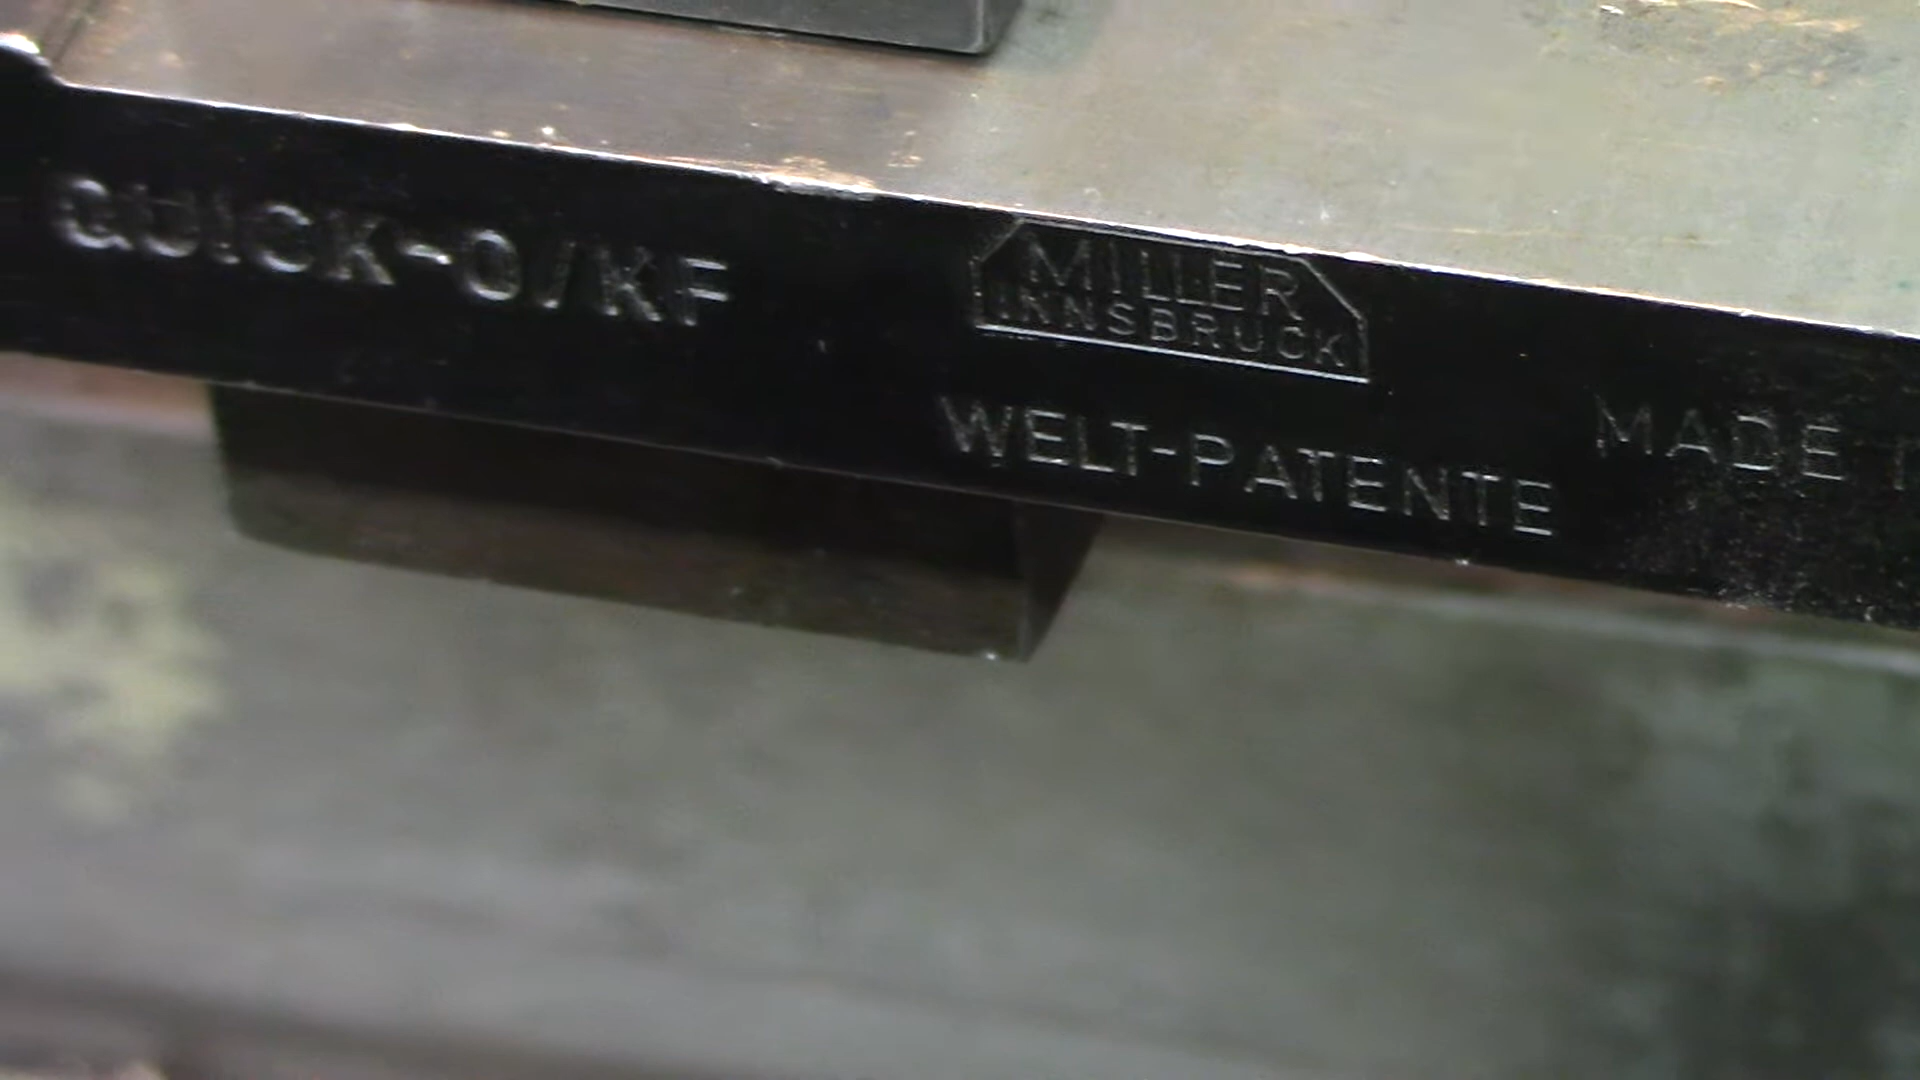 QUICK-O/KF
MILLER
INNSBRUCK
WELT-PATENTE
MADE